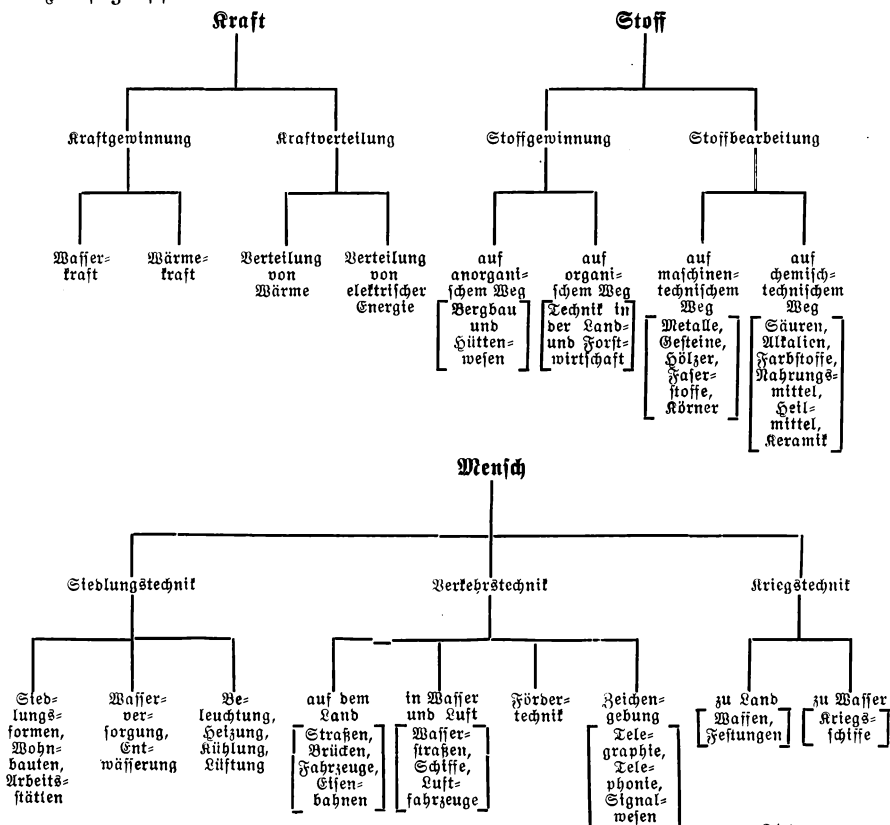 Kraft
Kraftgewinnung
Kraftverteilung
Wasser=
kraft
Wärme=
kraft
Verteilung
von
Wärme
Verteilung
von
elektrischer
Energie
Stoff
Stoffgewinnung
Stoffbearbeitung
auf
anorgani=
schem Weg
Bergbau
und
Hütten=
wesen
auf
organi=
schem Weg
Technik in
der Land=
und Forst=
wirtschaft
auf
maschinen=
technischem
Weg
Metalle,
Gesteine,
Hölzer,
Faser=
stoffe,
Körner
auf
chemisch=
technischem
Weg
Säuren,
Alkalien,
Farbstoffe,
Nahrungs=
mittel,
Heil=
mittel,
Keramik
Mensch
Siedlungstechnik
Verkehrstechnik
Kriegstechnik
Sied=
lungs=
formen,
Wohn=
bauten,
Arbeits=
stätten
Wasser=
ver=
sorgung,
Ent=
wässerung
Be=
leuchtung,
Heizung,
Kühlung,
Lüftung
auf dem
Land
Straßen,
Brücken,
Fahrzeuge,
Eisen=
bahnen
in Wasser
und Luft
Wasser=
straßen,
Schiffe,
Luft=
fahrzeuge
Förder=
technik
Zeichen=
gebung
Tele=
graphie,
Tele=
phonie,
Signal=
wesen
zu Land
Waffen,
Festungen
zu Wasser
Kriegs=
schiffe